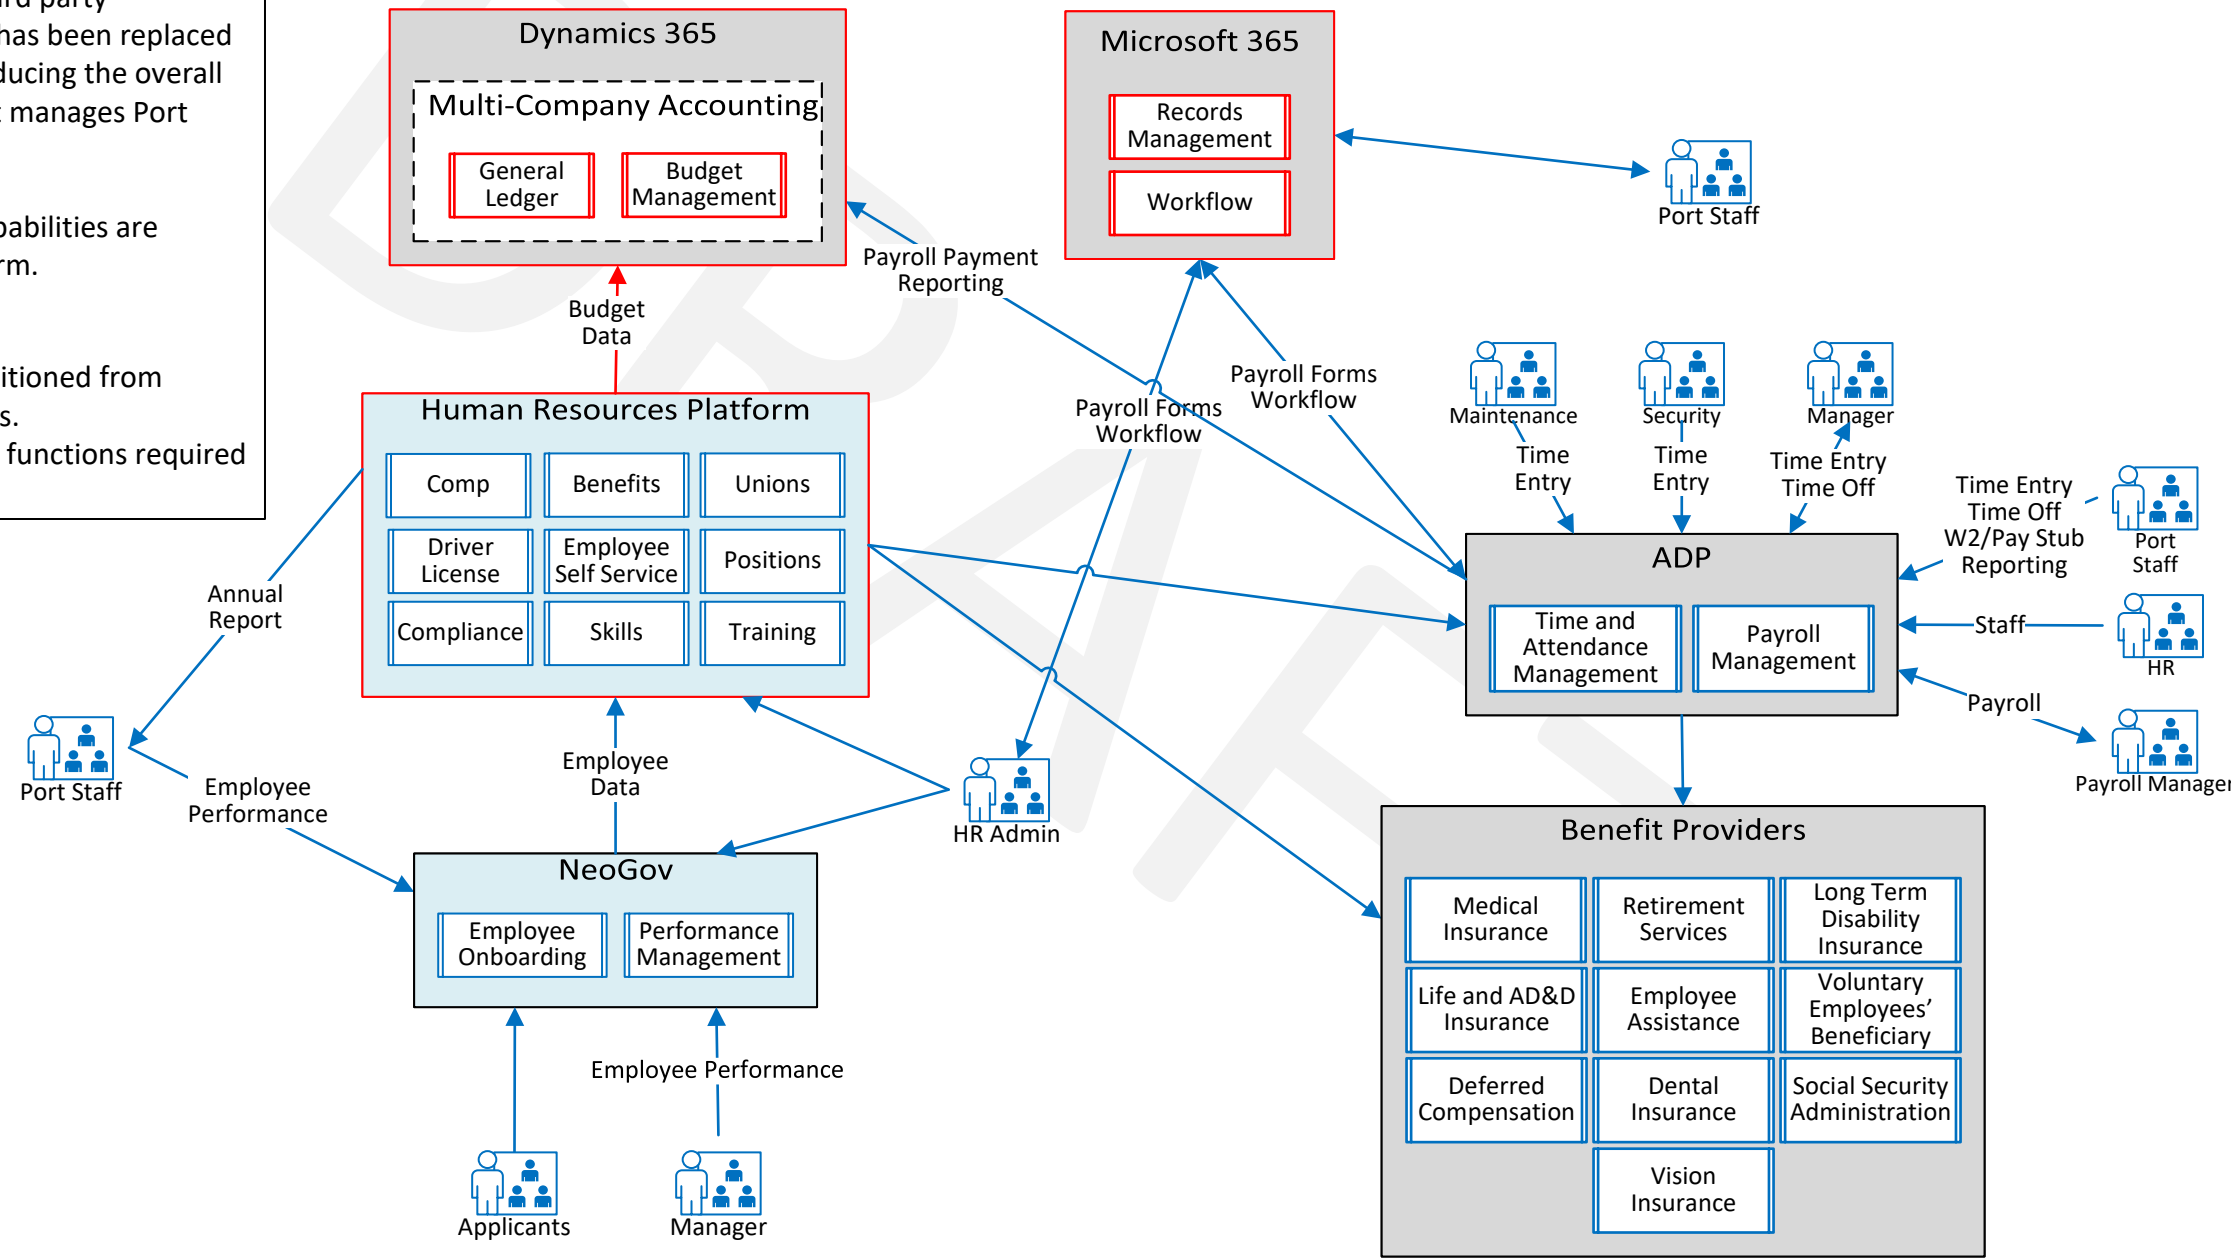 rd party
has been replaced
ducing the overall
t manages Port
pabilities are
rm.
itioned from
s.
functions required
Dynamics 365
Multi-Company Accounting
General
Ledger
Budget
Management
Microsoft 365
Records
Management
Workflow
Port Staff
Payroll Payment
Reporting
Budget
Data
Payroll Forms
Workflow
Payroll Forms
Workflow
Maintenance
Security
Manager
Time
Entry
Time
Entry
Time Entry
Time Off
Time Entry
Time Off
W2/Pay Stub
Reporting
Port
Staff
Human Resources Platform
Comp
Benefits
Unions
Driver
License
Employee
Self Service
Positions
Compliance
Skills
Training
Annual
Report
ADP
Time and
Attendance
Management
Payroll
Management
Staff
HR
Payroll
Payroll Manager
Port Staff
Employee
Performance
Employee
Data
HR Admin
NeoGov
Employee
Onboarding
Performance
Management
Employee Performance
Applicants
Manager
Benefit Providers
Medical
Insurance
Retirement
Services
Long Term
Disability
Insurance
Life and AD&D
Insurance
Employee
Assistance
Voluntary
Employees’
Beneficiary
Deferred
Compensation
Dental
Insurance
Social Security
Administration
Vision
Insurance
DRAFT